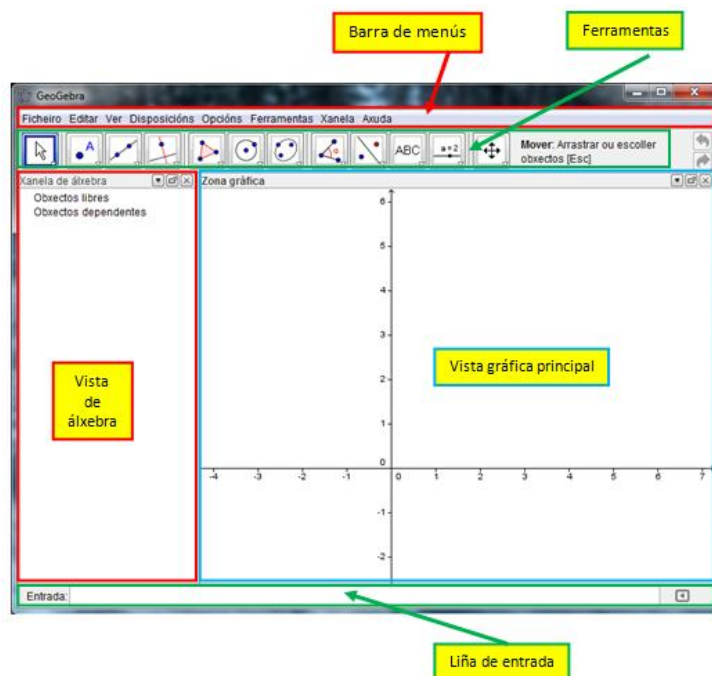 Barra de menús
Ferramentas
GeoGebra
Ficheiro Editar Ver Disposicións Opcións Ferramentas Xanela Axuda
A
ABC
a=2
Mover: Arrastrar ou escoller
obxectos [Esc]
Xanela de álxebra
Zona gráfica
Obxectos libres
Obxectos dependentes
6
5
4
3
2
1
0
-4 -3 -2 -1 0 1 2 3 4 5 6 7
-1
-2
Vista gráfica principal
Vista
de
álxebra
Entrada:
Liña de entrada